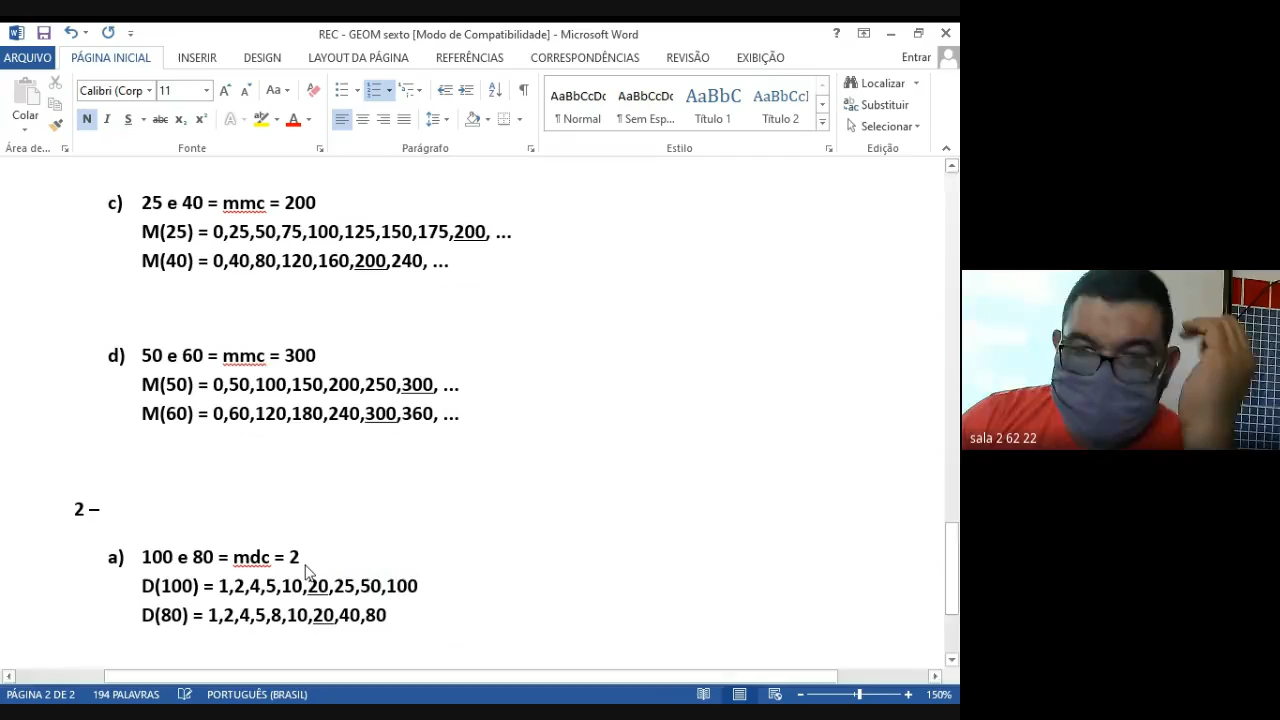 REC - GEOM sexto [Modo de Compatibilidade] - Microsoft Word
?
ARQUIVO PÁGINA INICIAL INSERIR DESIGN LAYOUT DA PÁGINA REFERÊNCIAS CORRESPONDÊNCIAS REVISÃO EXIBIÇÃO Entrar
Colar
Calibri (Corp 11
N I S abc x₂ x²
AaBbCcDc AaBbCcDc AaBbC AaBbCcI
¶ Normal ¶ Sem Esp... Título 1 Título 2
Localizar
Substituir
Selecionar
Área de... Fonte Parágrafo Estilo Edição
c) 25 e 40 = mmc = 200
M(25) = 0,25,50,75,100,125,150,175,200, ...
M(40) = 0,40,80,120,160,200,240, ...
d) 50 e 60 = mmc = 300
M(50) = 0,50,100,150,200,250,300, ...
M(60) = 0,60,120,180,240,300,360, ...
2 –
a) 100 e 80 = mdc = 2
D(100) = 1,2,4,5,10,20,25,50,100
D(80) = 1,2,4,5,8,10,20,40,80
PÁGINA 2 DE 2 194 PALAVRAS PORTUGUÊS (BRASIL) 150%
sala 2 62 22